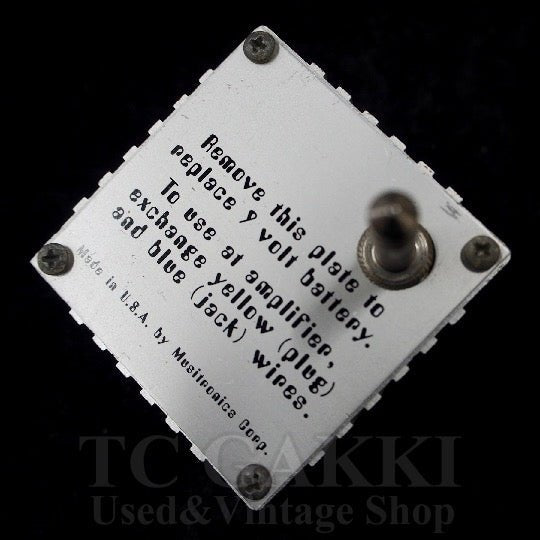 Remove this plate to
replace 9 volt battery.
To use at amplifier,
exchange yellow (plug)
and blue (jack) wires.
Made in U.S.A. by Musitronics Corp.
TC GAKKI
Used&Vintage Shop